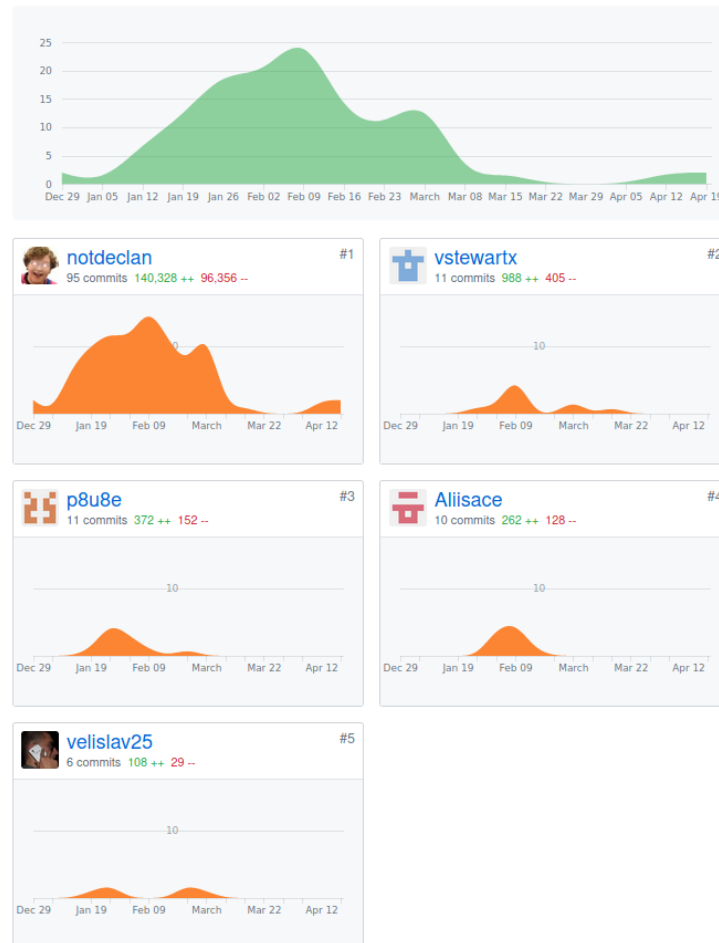 25
20
15
10
5
0
Dec 29 Jan 05 Jan 12 Jan 19 Jan 26 Feb 02 Feb 09 Feb 16 Feb 23 March Mar 08 Mar 15 Mar 22 Mar 29 Apr 05 Apr 12 Apr 19
notdeclan #1
95 commits 140,328 ++ 96,356 --
0
Dec 29 Jan 19 Feb 09 March Mar 22 Apr 12
vstewartx #2
11 commits 988 ++ 405 --
10
Dec 29 Jan 19 Feb 09 March Mar 22 Apr 12
p8u8e #3
11 commits 372 ++ 152 --
10
Dec 29 Jan 19 Feb 09 March Mar 22 Apr 12
Aliisace #4
10 commits 262 ++ 128 --
10
Dec 29 Jan 19 Feb 09 March Mar 22 Apr 12
velislav25 #5
6 commits 108 ++ 29 --
10
Dec 29 Jan 19 Feb 09 March Mar 22 Apr 12